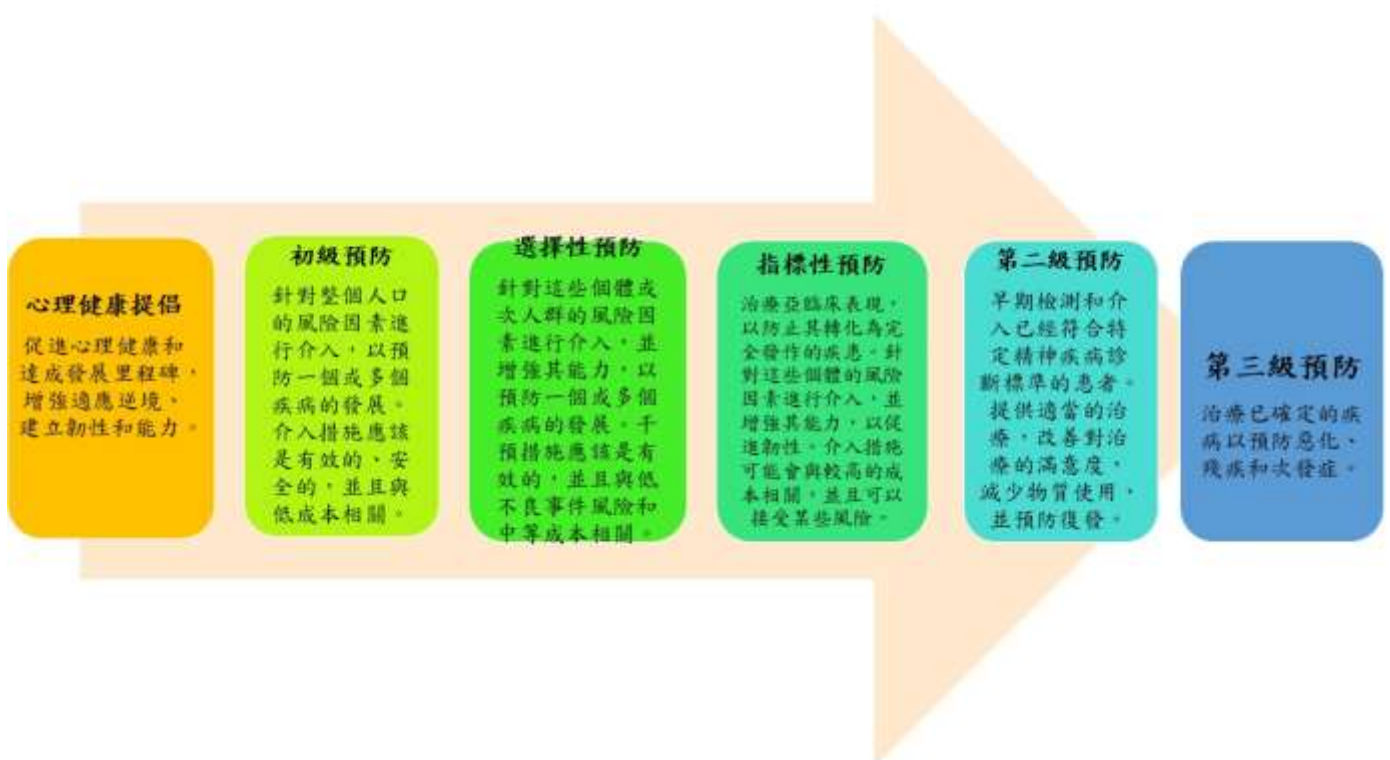 心理健康提倡
促進心理健康和
達成發展里程碑，
增強適應逆境、
建立韌性和能力。
初級預防
針對整個人口
的風險因素進
行介入，以預
防一個或多個
疾病的發展。
介入措施應該
是有效的、安
全的，並且與
低成本相關。
選擇性預防
針對這些個體或
次人群的風險因
素進行介入，並
增強其能力，以
預防一個或多個
疾病的發展。干
預措施應該是有
效的，並且與低
不良事件風險和
中等成本相關。
指標性預防
治療亞臨床表現，
以防止其轉化為完
全發作的疾患。針
對這些個體的風險
因素進行介入，並
增強其能力，以促
進韌性。介入措施
可能會與較高的成
本相關，並且可以
接受某些風險。
第二級預防
早期檢測和介
入已經符合特
定精神疾病診
斷標準的患者。
提供適當的治
療，改善對治
療的滿意度，
減少物質使用，
並預防復發。
第三級預防
治療已確定的疾
病以預防惡化、
殘疾和次發症。